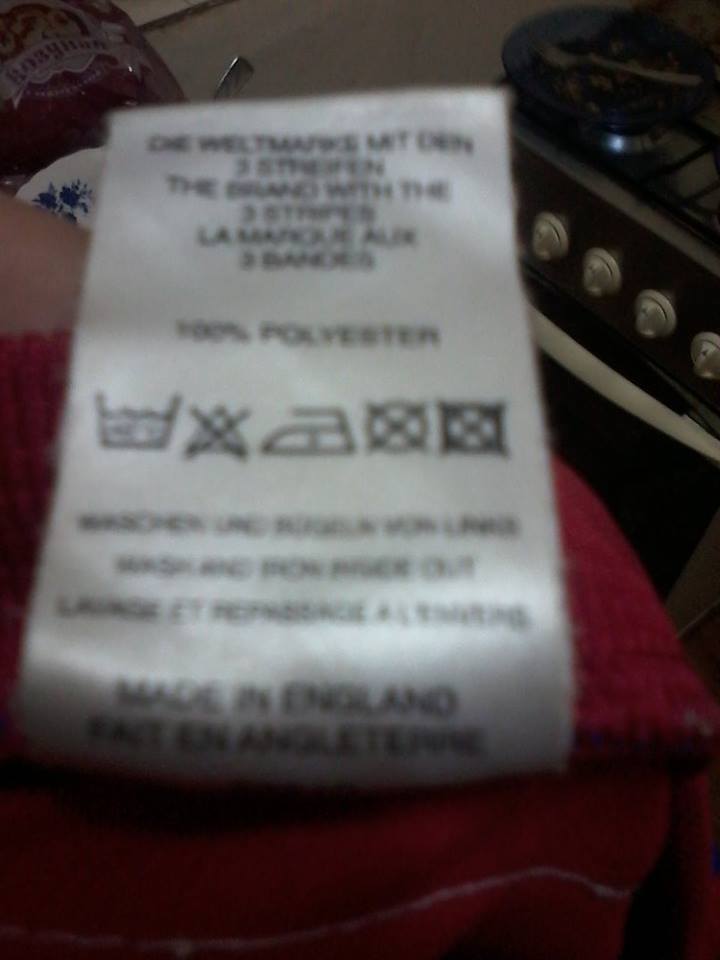 Rozsnan
DIE WELTMARKE MIT DEN
3 STREIFEN
THE BRAND WITH THE
3 STRIPES
LA MARQUE AUX
3 BANDES
100% POLYESTER
WASCHEN UND BÜGELN VON LINKS
WASH AND IRON INSIDE OUT
LAVAGE ET REPASSAGE A L'ENVERS
MADE IN ENGLAND
FAIT EN ANGLETERRE